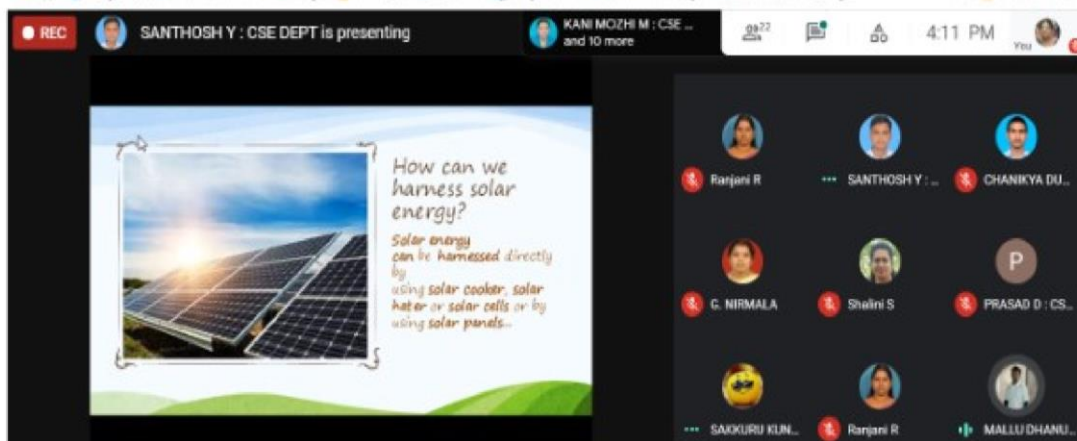 REC
SANTHOSH Y : CSE DEPT is presenting
KANI MOZHI M : CSE ...
and 10 more
22
4:11 PM
You
How can we
harness solar
energy?
Solar energy
can be harnessed directly
by
using solar cooker, solar
hater or solar cells or by
using solar panels...
Ranjani R
SANTHOSH Y : ...
CHANIKYA DU...
G. NIRMALA
Shalini S
P
PRASAD D : CS...
SAKKURU KUN...
Ranjani R
MALLU DHANU...